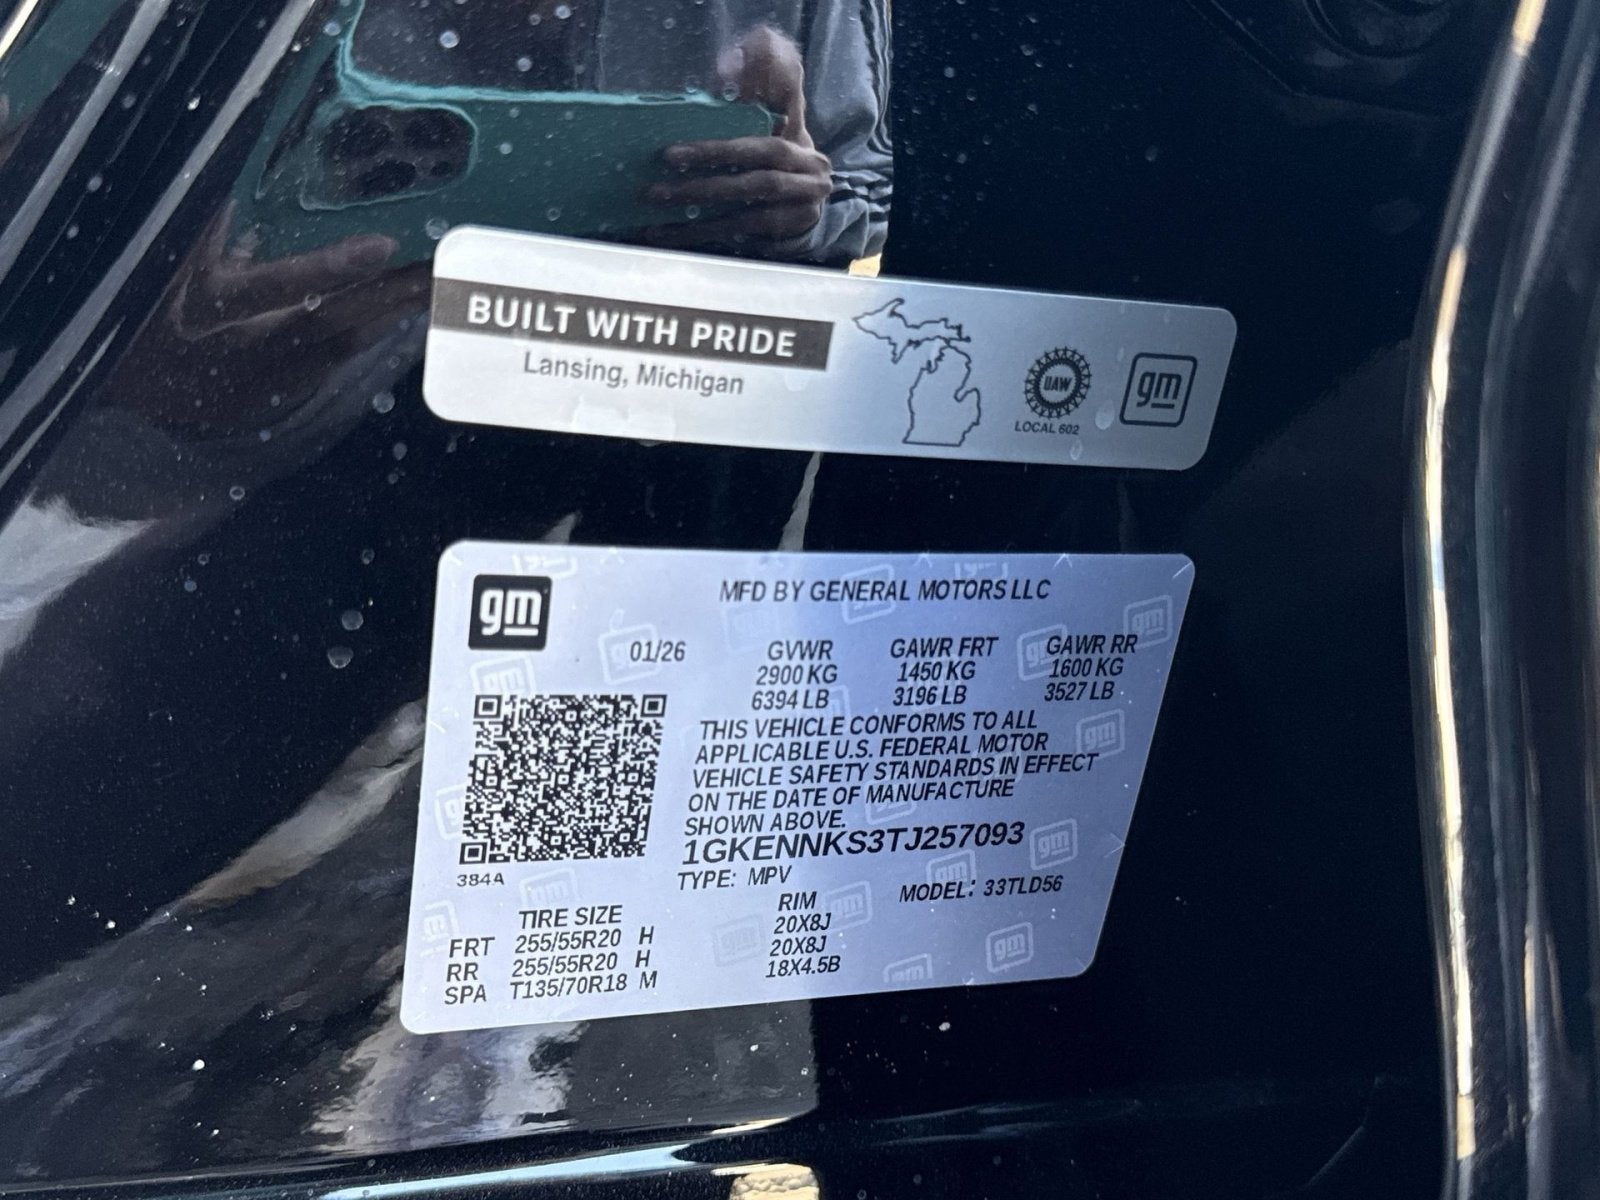 BUILT WITH PRIDE
Lansing, Michigan
UAW
LOCAL 602
gm
gm
MFD BY GENERAL MOTORS LLC
01/26
GVWR GAWR FRT GAWR RR
2900 KG 1450 KG 1600 KG
6394 LB 3196 LB 3527 LB
THIS VEHICLE CONFORMS TO ALL
APPLICABLE U.S. FEDERAL MOTOR
VEHICLE SAFETY STANDARDS IN EFFECT
ON THE DATE OF MANUFACTURE
SHOWN ABOVE.
1GKENNKS3TJ257093
384A
TYPE: MPV
MODEL: 33TLD56
TIRE SIZE RIM
FRT 255/55R20 H 20X8J
RR 255/55R20 H 20X8J
SPA T135/70R18 M 18X4.5B